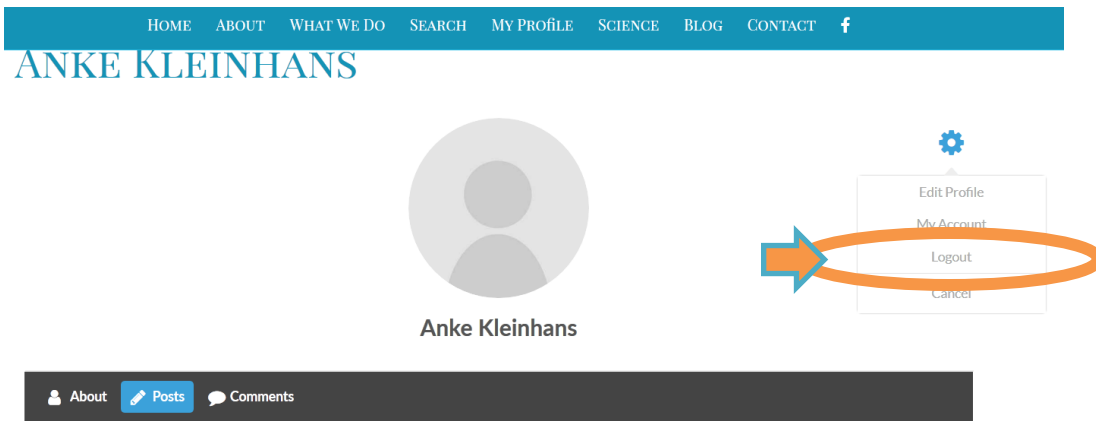 Home About What We Do Search My Profile Science Blog Contact f
Anke Kleinhans
Edit Profile
My Account
Logout
Cancel
Anke Kleinhans
About Posts Comments